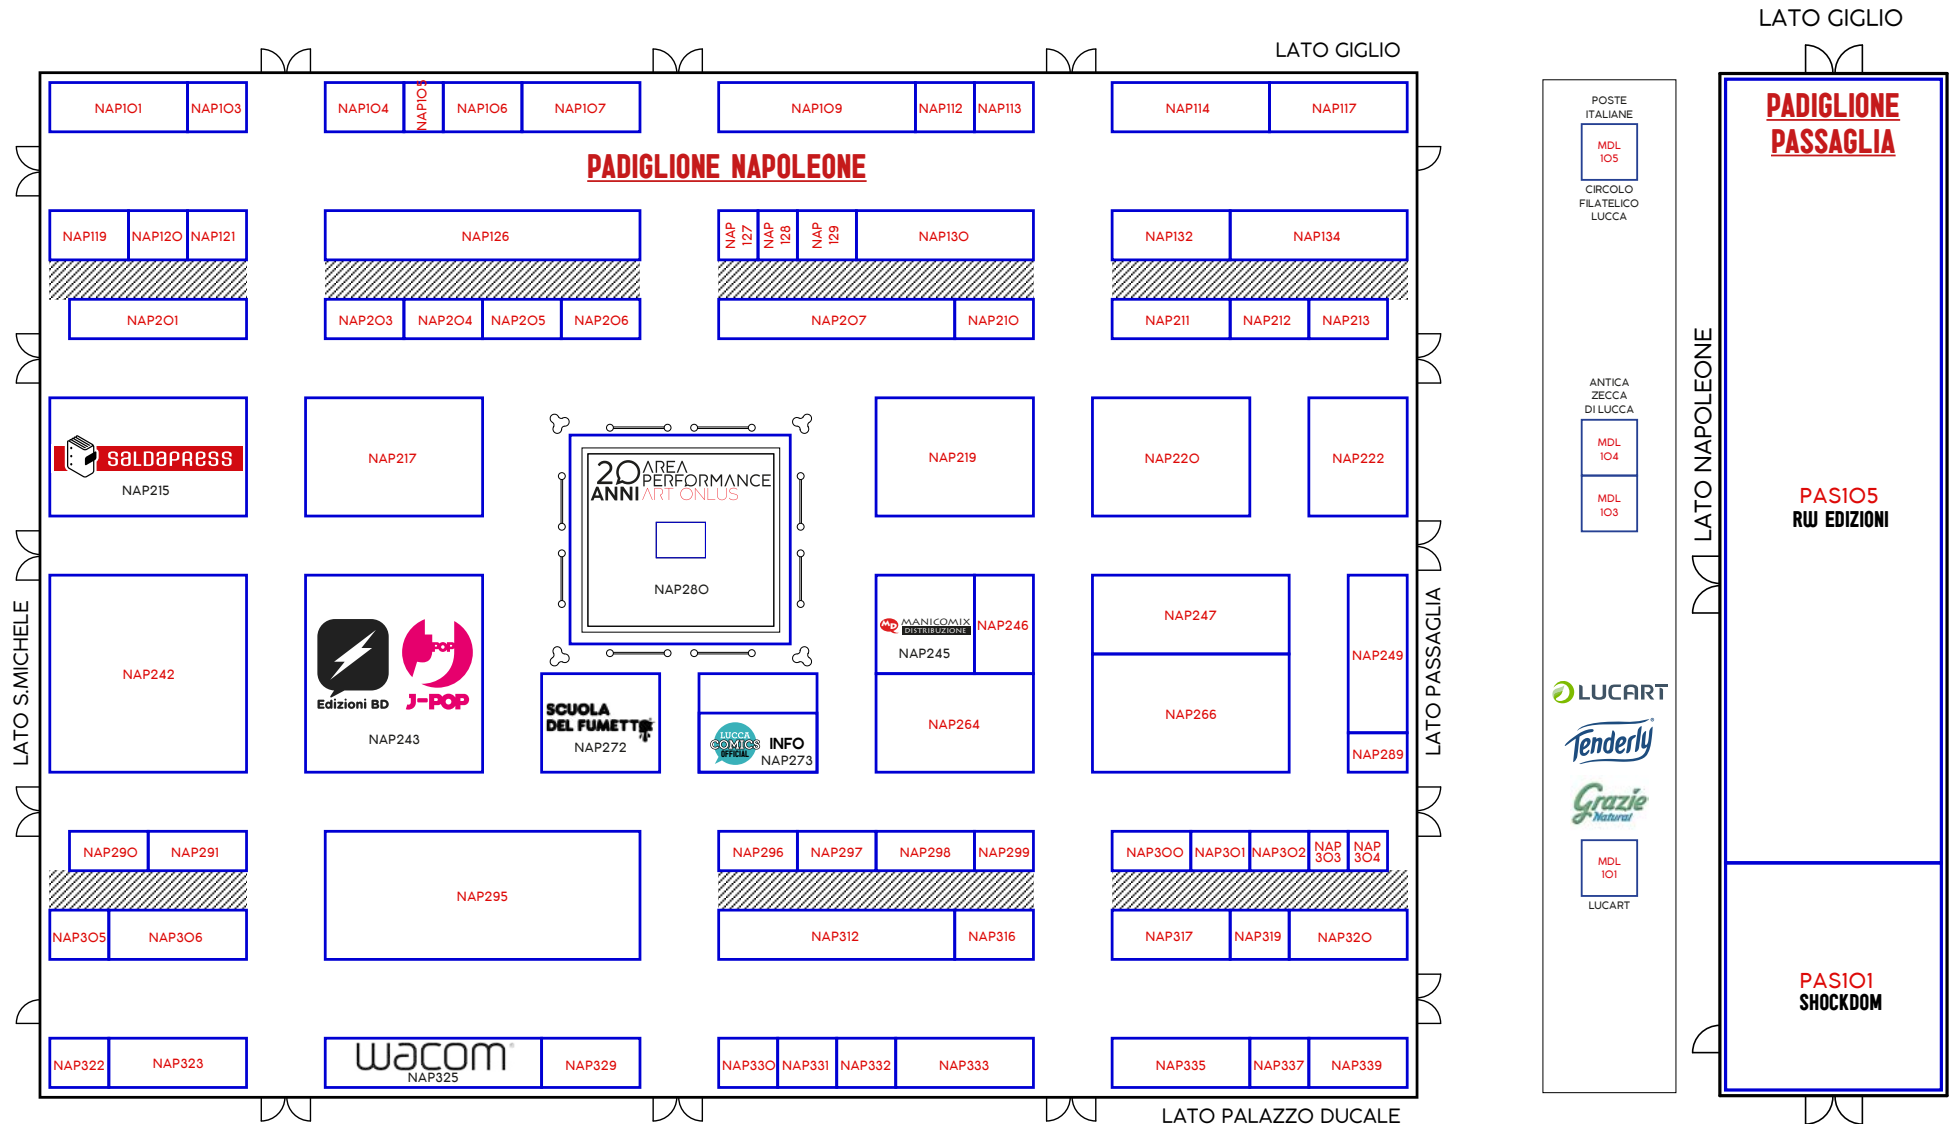 LATO GIGLIO
LATO GIGLIO
NAP101
NAP103
NAP104
NAP105
NAP106
NAP107
NAP109
NAP112
NAP113
NAP114
NAP117
PADIGLIONE NAPOLEONE
NAP119
NAP120
NAP121
NAP126
NAP
127
NAP
128
NAP
129
NAP130
NAP132
NAP134
NAP201
NAP203
NAP204
NAP205
NAP206
NAP207
NAP210
NAP211
NAP212
NAP213
saldaPRESS
NAP215
NAP217
20
ANNI
AREA
PERFORMANCE
ART ONLUS
NAP280
NAP219
NAP220
NAP222
LATO S.MICHELE
NAP242
Edizioni BD
POP
J-POP
NAP243
SCUOLA
DEL FUMETTO
NAP272
LUCCA
COMICS
OFFICIAL
INFO
NAP273
MD
MANICOMIX
DISTRIBUZIONE
NAP245
NAP246
NAP264
NAP247
NAP266
NAP249
NAP289
LATO PASSAGLIA
NAP290
NAP291
NAP295
NAP296
NAP297
NAP298
NAP299
NAP300
NAP301
NAP302
NAP
303
NAP
304
NAP305
NAP306
NAP312
NAP316
NAP317
NAP319
NAP320
NAP322
NAP323
wacom
NAP325
NAP329
NAP330
NAP331
NAP332
NAP333
NAP335
NAP337
NAP339
LATO PALAZZO DUCALE
POSTE
ITALIANE
MDL
105
CIRCOLO
FILATELICO
LUCCA
ANTICA
ZECCA
DI LUCCA
MDL
104
MDL
103
LUCART
Tenderly
Grazie
Natural
MDL
101
LUCART
LATO NAPOLEONE
PADIGLIONE
PASSAGLIA
PAS105
RW EDIZIONI
PAS101
SHOCKDOM